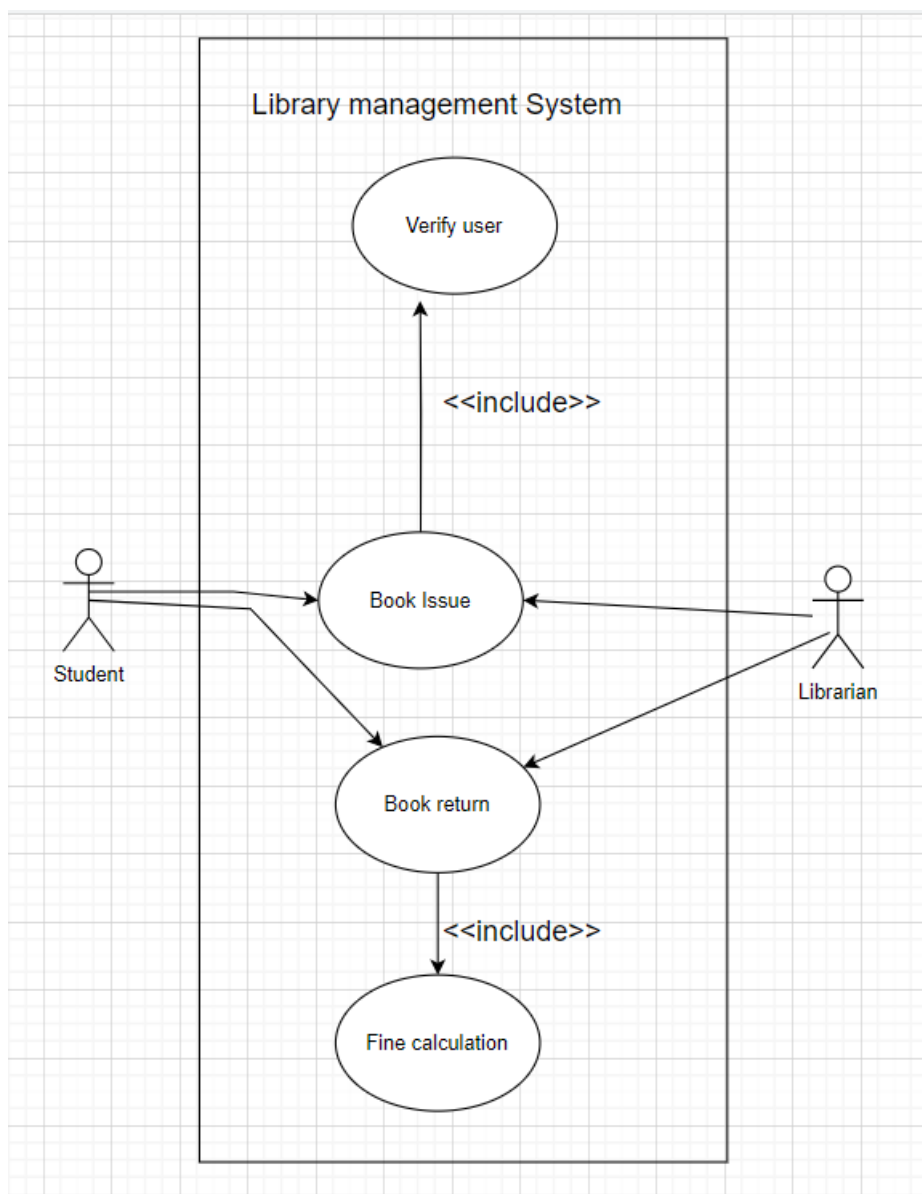 Library management System
Verify user
<<include>>
Book Issue
Student
Librarian
Book return
<<include>>
Fine calculation